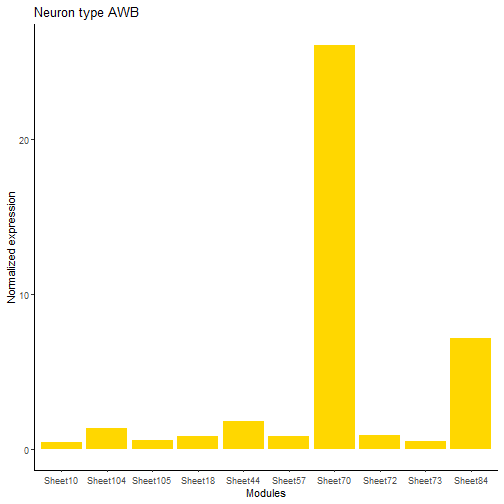 Neuron type AWB
Normalized expression
20
10
0
Sheet10 Sheet104 Sheet105 Sheet18 Sheet44 Sheet57 Sheet70 Sheet72 Sheet73 Sheet84
Modules